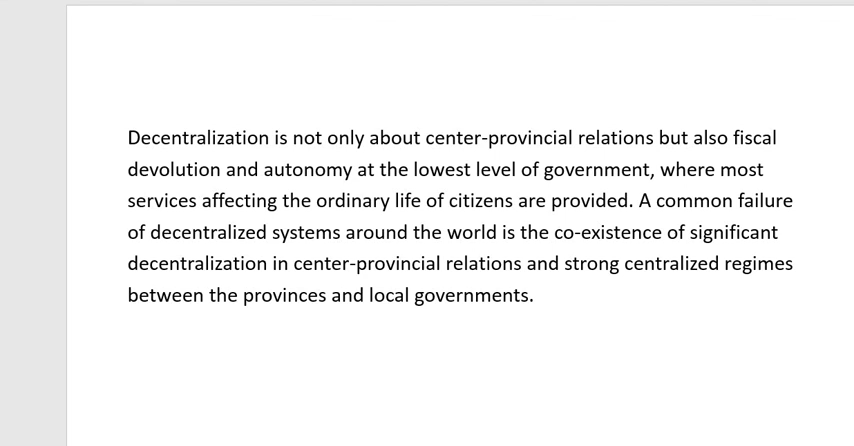 Decentralization is not only about center-provincial relations but also fiscal
devolution and autonomy at the lowest level of government, where most
services affecting the ordinary life of citizens are provided. A common failure
of decentralized systems around the world is the co-existence of significant
decentralization in center-provincial relations and strong centralized regimes
between the provinces and local governments.